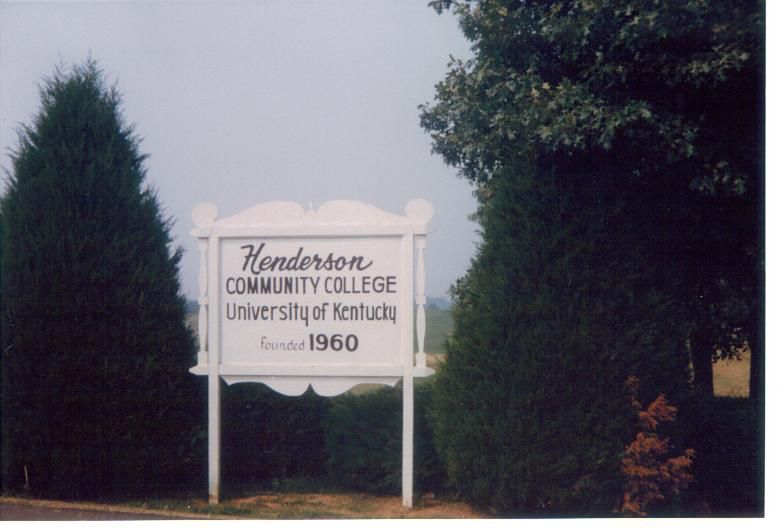 Henderson
COMMUNITY COLLEGE
University of Kentucky
Founded 1960